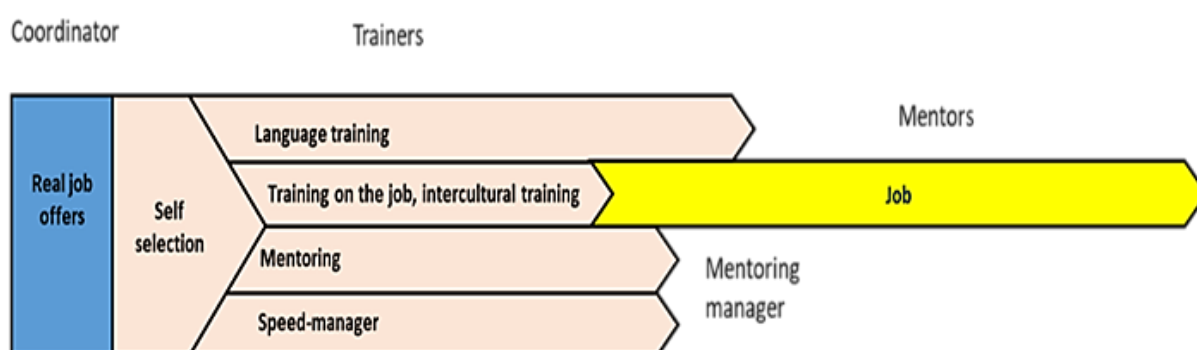 Coordinator
Trainers
Mentors
Language training
Real job
offers
Self
selection
Training on the job, intercultural training
Job
Mentoring
Mentoring
manager
Speed-manager